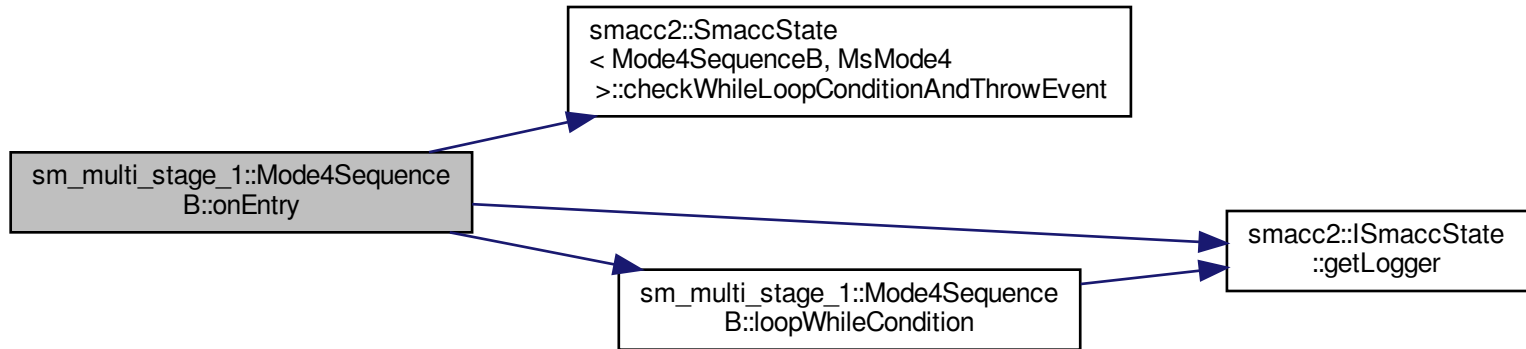 smacc2::SmaccState
< Mode4SequenceB, MsMode4
>::checkWhileLoopConditionAndThrowEvent
sm_multi_stage_1::Mode4Sequence
B::onEntry
smacc2::ISmaccState
::getLogger
sm_multi_stage_1::Mode4Sequence
B::loopWhileCondition